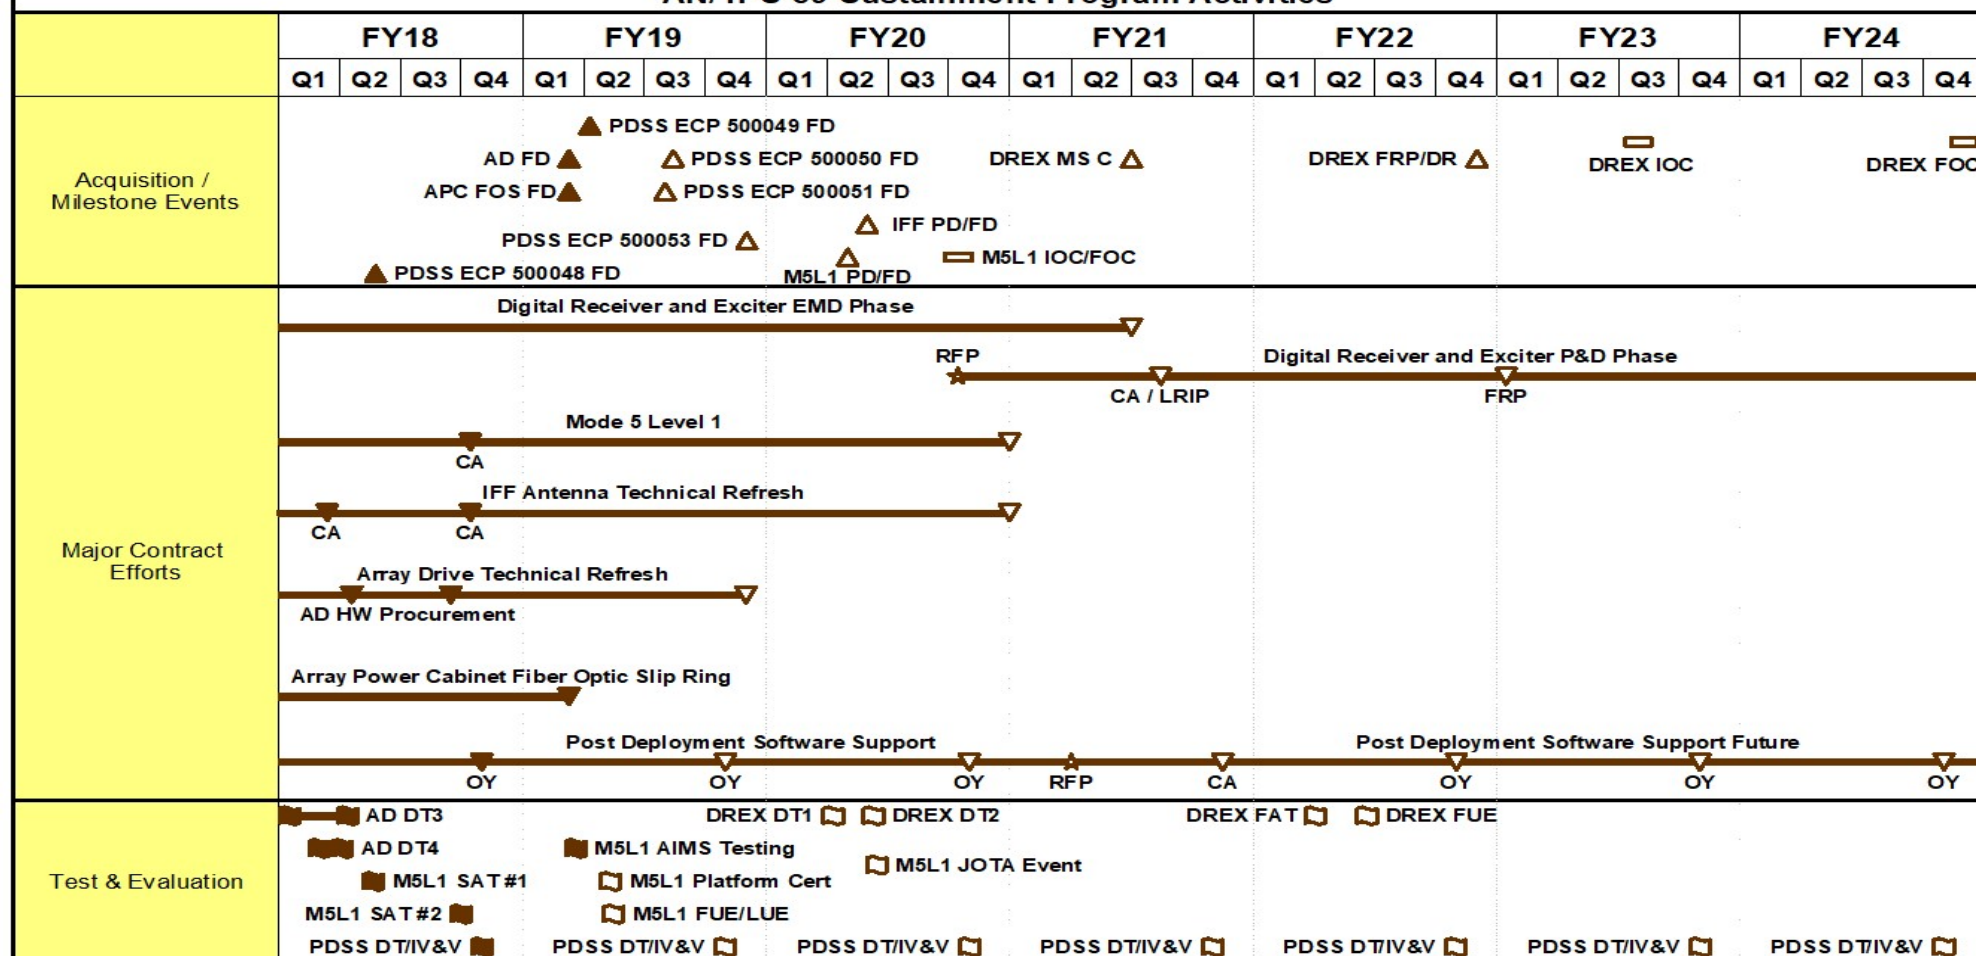 Sustainment Program Activities
FY18 FY19 FY20 FY21 FY22 FY23 FY24
Q1 Q2 Q3 Q4 Q1 Q2 Q3 Q4 Q1 Q2 Q3 Q4 Q1 Q2 Q3 Q4 Q1 Q2 Q3 Q4 Q1 Q2 Q3 Q4 Q1 Q2 Q3 Q4
Acquisition /
Milestone Events
PDSS ECP 500049 FD
AD FD PDSS ECP 500050 FD DREX MS C DREX FRP/DR DREX IOC DREX FOC
APC FOS FD PDSS ECP 500051 FD
IFF PD/FD
PDSS ECP 500053 FD
M5L1 IOC/FOC
PDSS ECP 500048 FD M5L1 PD/FD
Major Contract
Efforts
Digital Receiver and Exciter EMD Phase
RFP Digital Receiver and Exciter P&D Phase
CA / LRIP FRP
Mode 5 Level 1
CA
IFF Antenna Technical Refresh
CA CA
Array Drive Technical Refresh
AD HW Procurement
Array Power Cabinet Fiber Optic Slip Ring
Post Deployment Software Support Post Deployment Software Support Future
OY OY OY RFP CA OY OY OY
Test & Evaluation
AD DT3 DREX DT1 DREX DT2 DREX FAT DREX FUE
AD DT4 M5L1 AIMS Testing
M5L1 JOTA Event
M5L1 SAT #1 M5L1 Platform Cert
M5L1 SAT #2 M5L1 FUE/LUE
PDSS DT/IV&V PDSS DT/IV&V PDSS DT/IV&V PDSS DT/IV&V PDSS DT/IV&V PDSS DT/IV&V PDSS DT/IV&V